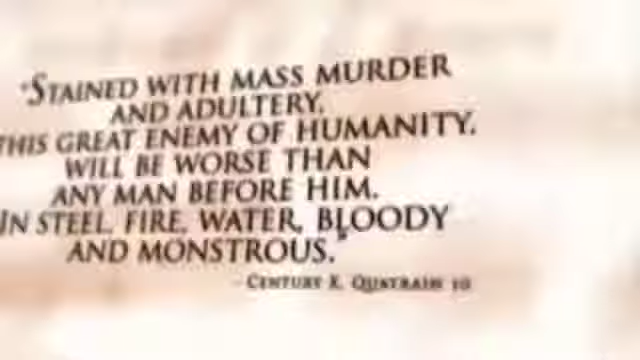 "STAINED WITH MASS MURDER
AND ADULTERY,
THIS GREAT ENEMY OF HUMANITY,
WILL BE WORSE THAN
ANY MAN BEFORE HIM.
IN STEEL, FIRE, WATER, BLOODY
AND MONSTROUS."
- CENTURY X, QUATRAIN 10